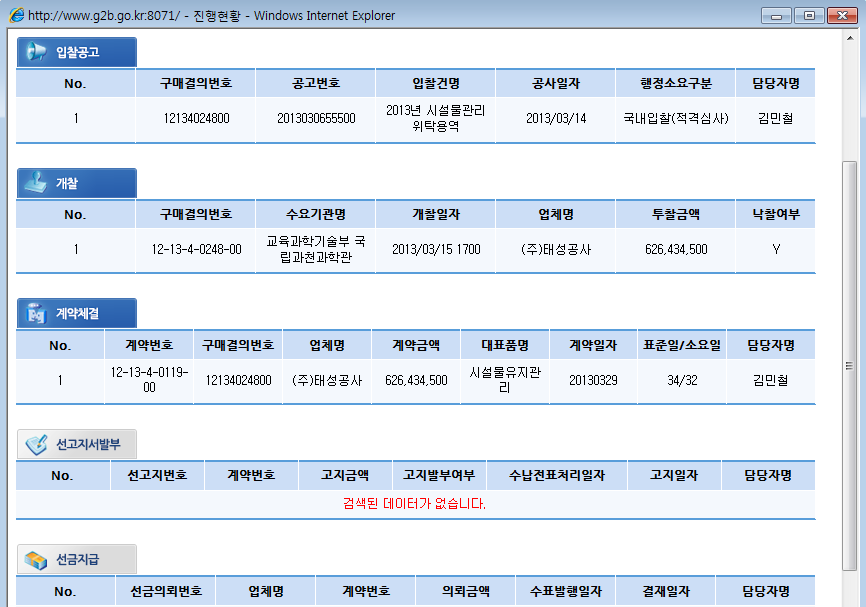 http://www.g2b.go.kr:8071/ - 진행현황 - Windows Internet Explorer
입찰공고
No. 구매결의번호 공고번호 입찰건명 공사일자 행정소요구분 담당자명
1 12134024800 2013030655500 2013년 시설물관리 위탁용역 2013/03/14 국내입찰(적격심사) 김민철
개찰
No. 구매결의번호 수요기관명 개찰일자 업체명 투찰금액 낙찰여부
1 12-13-4-0248-00 교육과학기술부 국립과천과학관 2013/03/15 1700 (주)태성공사 626,434,500 Y
계약체결
No. 계약번호 구매결의번호 업체명 계약금액 대표품명 계약일자 표준일/소요일 담당자명
1 12-13-4-0119-00 12134024800 (주)태성공사 626,434,500 시설물유지관리 20130329 34/32 김민철
선고지서발부
No. 선고지번호 계약번호 고지금액 고지발부여부 수납전표처리일자 고지일자 담당자명
검색된 데이터가 없습니다.
선금지급
No. 선금의뢰번호 업체명 계약번호 의뢰금액 수표발행일자 결재일자 담당자명